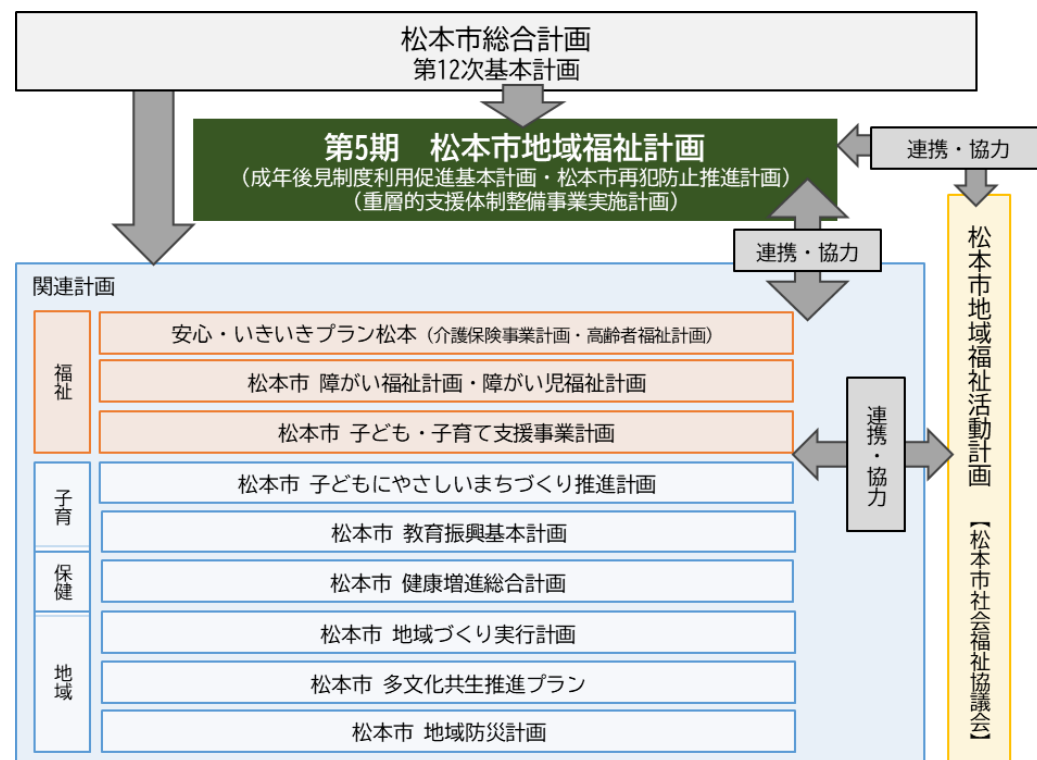 松本市総合計画
第12次基本計画
第5期　松本市地域福祉計画
（成年後見制度利用促進基本計画・松本市再犯防止推進計画）
（重層的支援体制整備事業実施計画）
連携・協力
連携・協力
関連計画
福祉
安心・いきいきプラン松本（介護保険事業計画・高齢者福祉計画）
松本市 障がい福祉計画・障がい児福祉計画
松本市 子ども・子育て支援事業計画
子育
松本市 子どもにやさしいまちづくり推進計画
松本市 教育振興基本計画
保健
松本市 健康増進総合計画
地域
松本市 地域づくり実行計画
松本市 多文化共生推進プラン
松本市 地域防災計画
連携・協力
松本市地域福祉活動計画　【松本市社会福祉協議会】